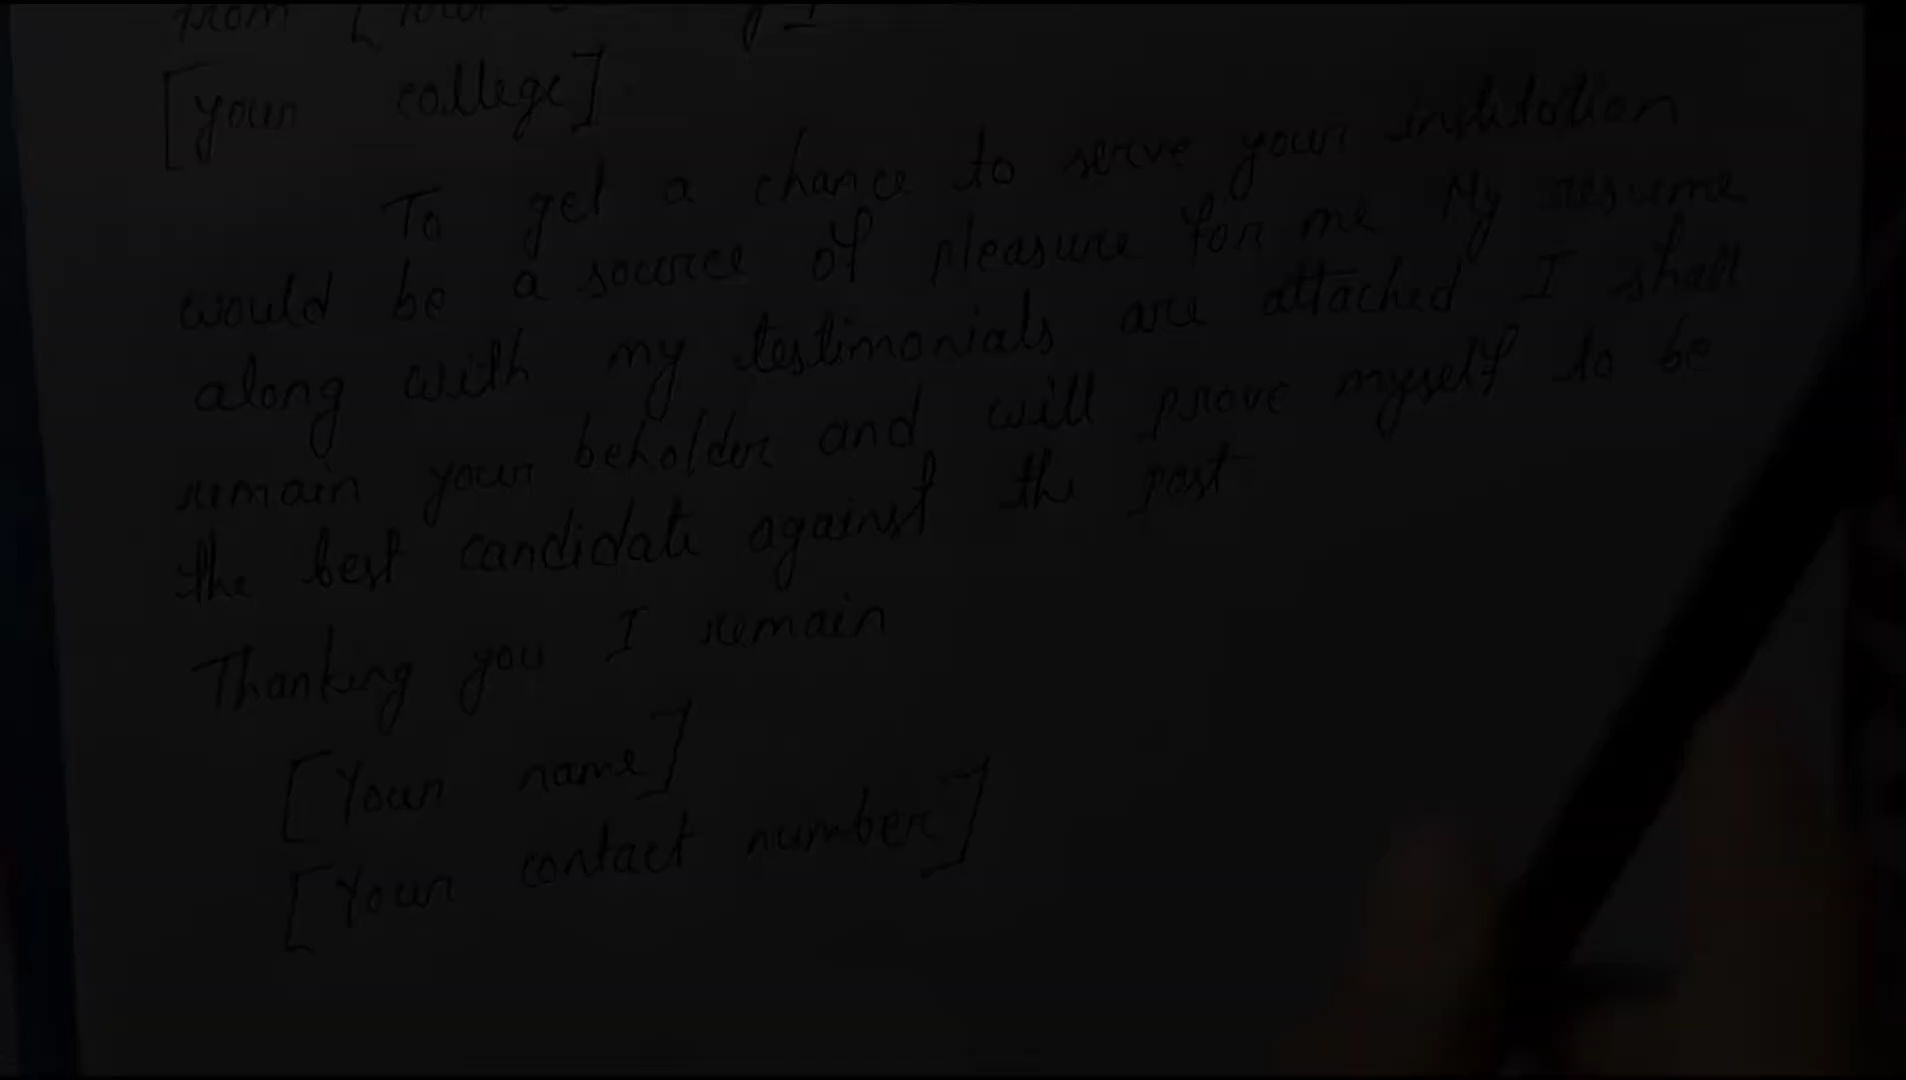 from [
[your college]
To get a chance to serve your institution
would be a source of pleasure for me My resume
along with my testimonials are attached I shall
remain your beholder and will prove myself to be
the best candidate against the post
Thanking you I remain
[Your name]
[Your contact number]